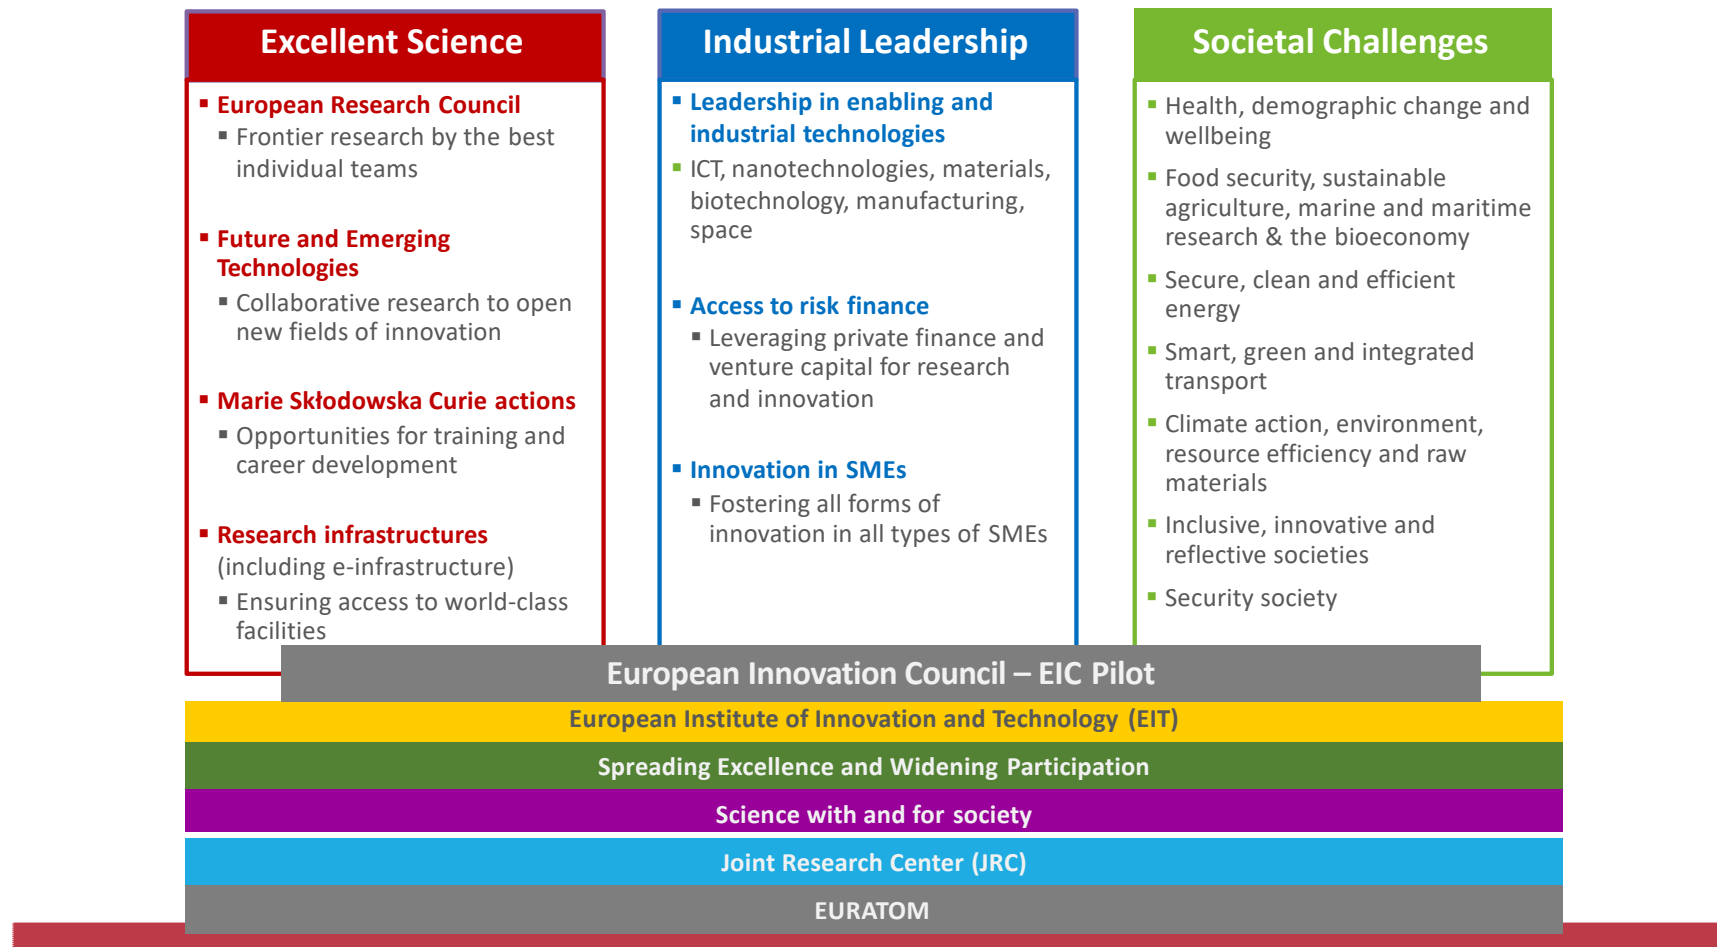 Excellent Science
▪ European Research Council
▪ Frontier research by the best
individual teams
▪ Future and Emerging
Technologies
▪ Collaborative research to open
new fields of innovation
▪ Marie Skłodowska Curie actions
▪ Opportunities for training and
career development
▪ Research infrastructures
(including e-infrastructure)
▪ Ensuring access to world-class
facilities
Industrial Leadership
▪ Leadership in enabling and
industrial technologies
▪ ICT, nanotechnologies, materials,
biotechnology, manufacturing,
space
▪ Access to risk finance
▪ Leveraging private finance and
venture capital for research
and innovation
▪ Innovation in SMEs
▪ Fostering all forms of
innovation in all types of SMEs
Societal Challenges
▪ Health, demographic change and
wellbeing
▪ Food security, sustainable
agriculture, marine and maritime
research & the bioeconomy
▪ Secure, clean and efficient
energy
▪ Smart, green and integrated
transport
▪ Climate action, environment,
resource efficiency and raw
materials
▪ Inclusive, innovative and
reflective societies
▪ Security society
European Innovation Council – EIC Pilot
European Institute of Innovation and Technology (EIT)
Spreading Excellence and Widening Participation
Science with and for society
Joint Research Center (JRC)
EURATOM